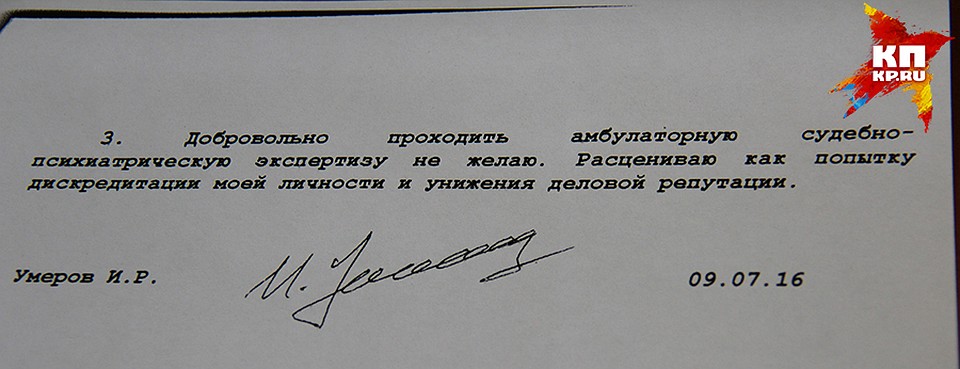 КП
KP.RU
3. Добровольно проходить амбулаторную судебно-
психиатрическую экспертизу не желаю. Расцениваю как попытку
дискредитации моей личности и унижения деловой репутации.
Умеров И.Р. И. Умеров 09.07.16